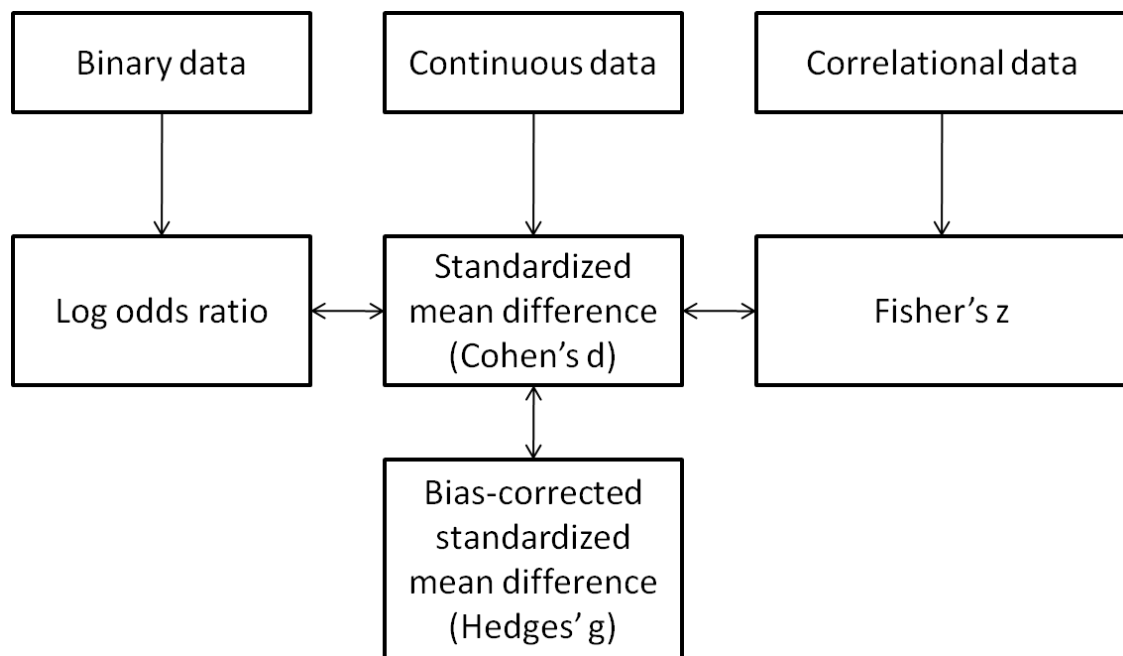 Binary data
Continuous data
Correlational data
Log odds ratio
Standardized
mean difference
(Cohen’s d)
Fisher’s z
Bias-corrected
standardized
mean difference
(Hedges’ g)